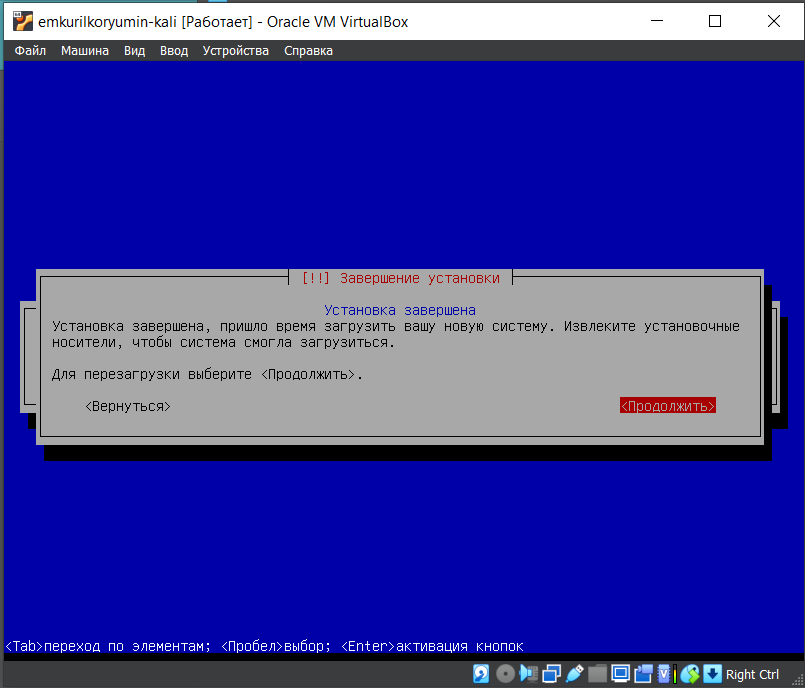 emkurilkoryumin-kali [Работает] - Oracle VM VirtualBox
Файл Машина Вид Ввод Устройства Справка
[!!] Завершение установки
Установка завершена
Установка завершена, пришло время загрузить вашу новую систему. Извлеките установочные
носители, чтобы система смогла загрузиться.
Для перезагрузки выберите <Продолжить>.
<Вернуться> <Продолжить>
<Tab>переход по элементам; <Пробел>выбор; <Enter>активация кнопок
Right Ctrl